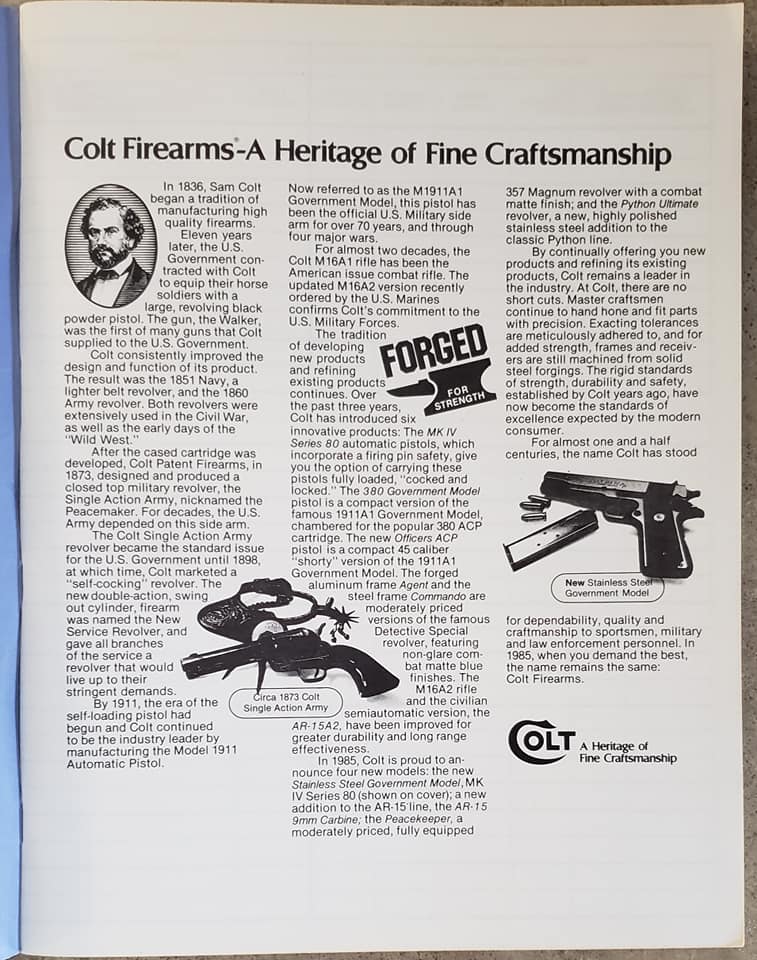 Colt Firearms®-A Heritage of Fine Craftsmanship
In 1836, Sam Colt
began a tradition of
manufacturing high
quality firearms.
Eleven years
later, the U.S.
Government con-
tracted with Colt
to equip their horse
soldiers with a
large, revolving black
powder pistol. The gun, the Walker,
was the first of many guns that Colt
supplied to the U.S. Government.
Colt consistently improved the
design and function of its product.
The result was the 1851 Navy, a
lighter belt revolver, and the 1860
Army revolver. Both revolvers were
extensively used in the Civil War,
as well as the early days of the
"Wild West."
After the cased cartridge was
developed, Colt Patent Firearms, in
1873, designed and produced a
closed top military revolver, the
Single Action Army, nicknamed the
Peacemaker. For decades, the U.S.
Army depended on this side arm.
The Colt Single Action Army
revolver became the standard issue
for the U.S. Government until 1898,
at which time, Colt marketed a
"self-cocking" revolver. The
new double-action, swing
out cylinder, firearm
was named the New
Service Revolver, and
gave all branches
of the service a
revolver that would
live up to their
stringent demands.
By 1911, the era of the
self-loading pistol had
begun and Colt continued
to be the industry leader by
manufacturing the Model 1911
Automatic Pistol.
Circa 1873 Colt
Single Action Army
Now referred to as the M1911A1
Government Model, this pistol has
been the official U.S. Military side
arm for over 70 years, and through
four major wars.
For almost two decades, the
Colt M16A1 rifle has been the
American issue combat rifle. The
updated M16A2 version recently
ordered by the U.S. Marines
confirms Colt's commitment to the
U.S. Military Forces.
The tradition
of developing
new products
and refining
existing products
continues. Over
the past three years,
Colt has introduced six
innovative products: The MK IV
Series 80 automatic pistols, which
incorporate a firing pin safety, give
you the option of carrying these
pistols fully loaded, "cocked and
locked." The 380 Government Model
pistol is a compact version of the
famous 1911A1 Government Model,
chambered for the popular 380 ACP
cartridge. The new Officers ACP
pistol is a compact 45 caliber
"shorty" version of the 1911A1
Government Model. The forged
aluminum frame Agent and the
steel frame Commando are
moderately priced
versions of the famous
Detective Special
revolver, featuring
non-glare com-
bat matte blue
finishes. The
M16A2 rifle
and the civilian
semiautomatic version, the
AR-15A2, have been improved for
greater durability and long range
effectiveness.
In 1985, Colt is proud to an-
nounce four new models: the new
Stainless Steel Government Model, MK
IV Series 80 (shown on cover); a new
addition to the AR-15 line, the AR-15
9mm Carbine; the Peacekeeper, a
moderately priced, fully equipped
FORGED
FOR
STRENGTH
357 Magnum revolver with a combat
matte finish; and the Python Ultimate
revolver, a new, highly polished
stainless steel addition to the
classic Python line.
By continually offering you new
products and refining its existing
products, Colt remains a leader in
the industry. At Colt, there are no
short cuts. Master craftsmen
continue to hand hone and fit parts
with precision. Exacting tolerances
are meticulously adhered to, and for
added strength, frames and receiv-
ers are still machined from solid
steel forgings. The rigid standards
of strength, durability and safety,
established by Colt years ago, have
now become the standards of
excellence expected by the modern
consumer.
For almost one and a half
centuries, the name Colt has stood
New Stainless Steel
Government Model
for dependability, quality and
craftmanship to sportsmen, military
and law enforcement personnel. In
1985, when you demand the best,
the name remains the same:
Colt Firearms.
COLT
A Heritage of
Fine Craftsmanship